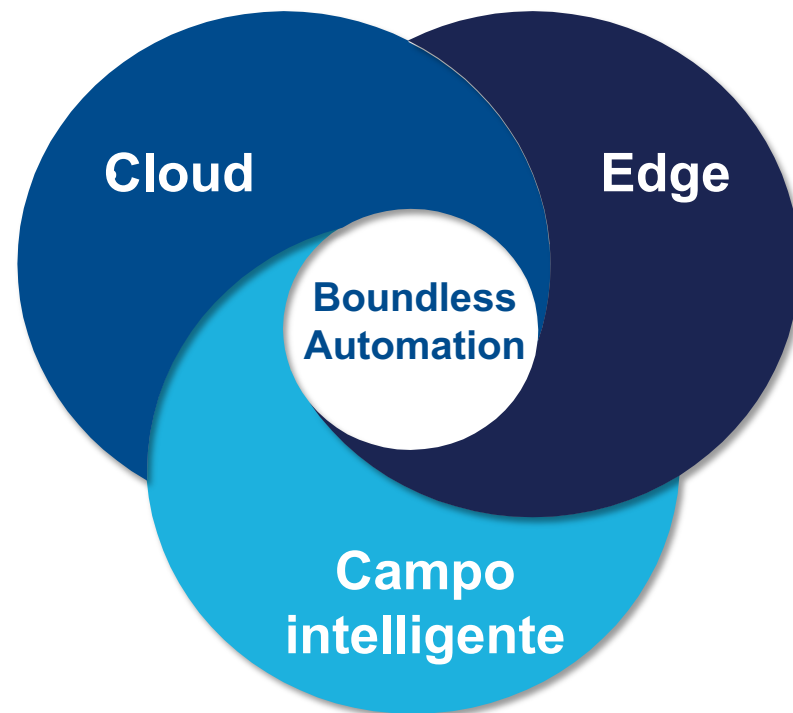 Cloud
Edge
Boundless
Automation
Campo
intelligente